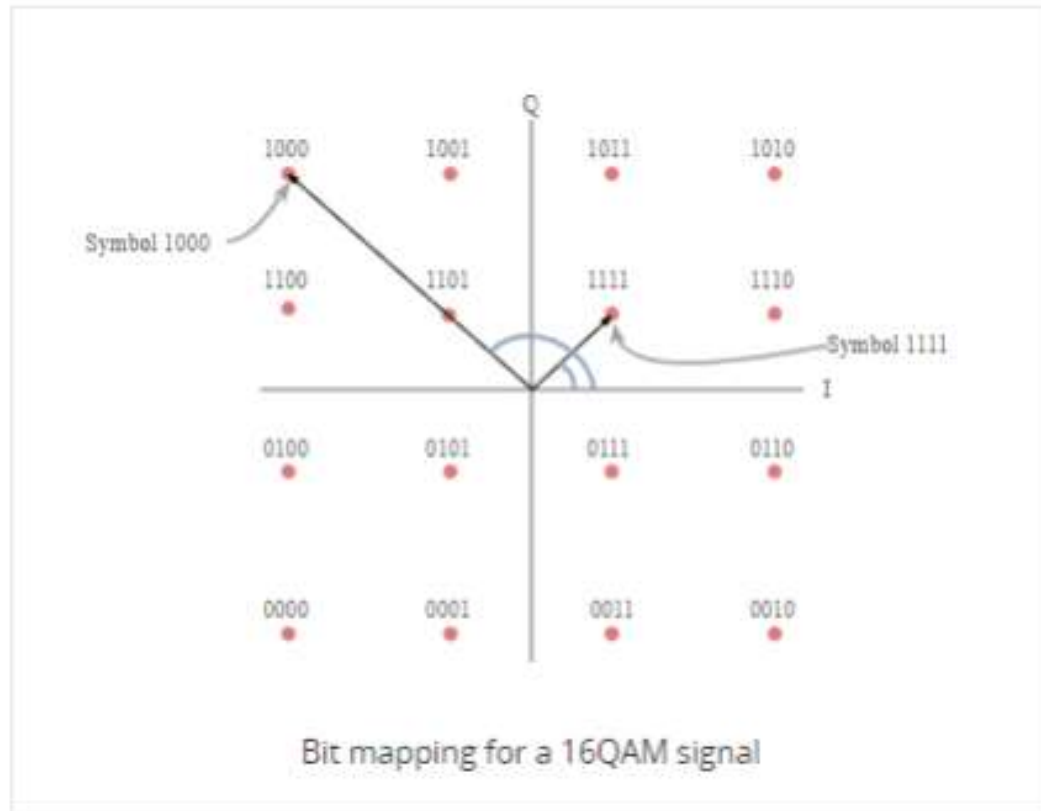 Q
1000 1001 1011 1010
Symbol 1000
1100 1101 1111 1110
Symbol 1111
I
0100 0101 0111 0110
0000 0001 0011 0010
Bit mapping for a 16QAM signal